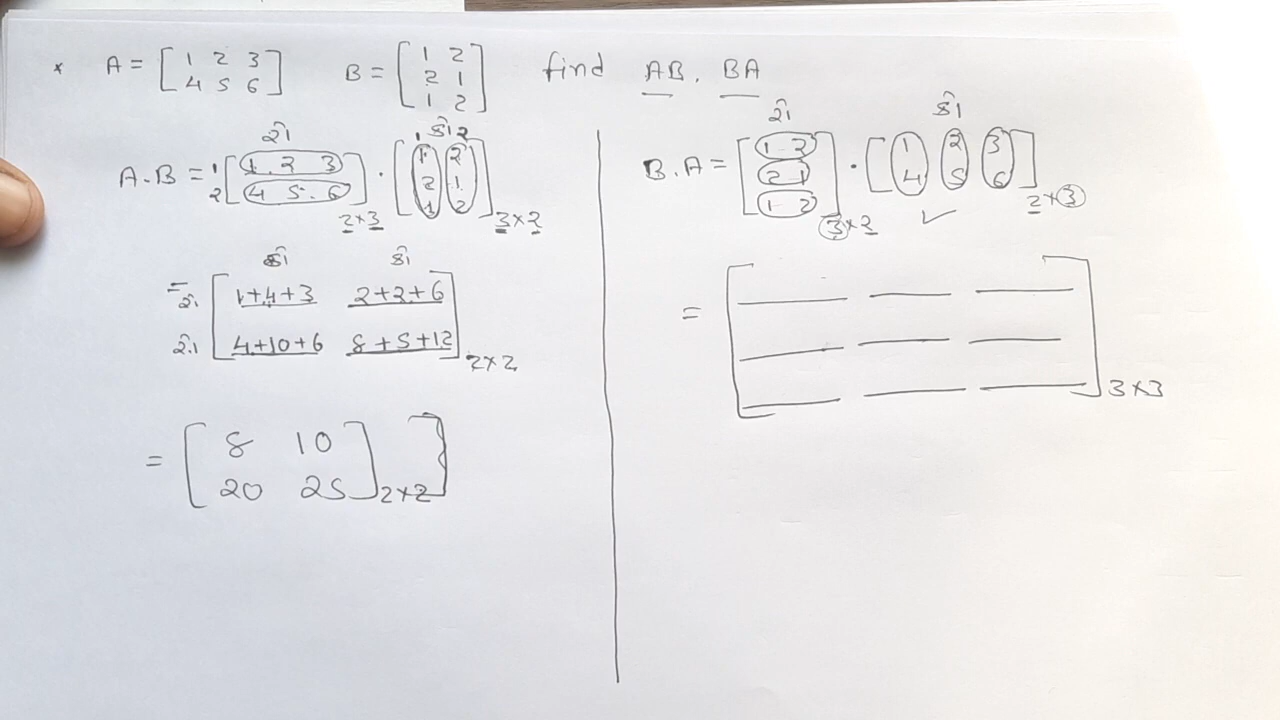 * A = [ 1 2 3 B = [ 1 2 find AB, BA
4 5 6 ] 2 1
1 2 ]
A.B = 1 [ 1 2 3 ] . [ 1 2
2 4 5 6 ] 2×3 2 1
1 2 ] 3×2
= [ 1+4+3 2+2+6
4+10+6 8+5+12 ] 2×2
= [ 8 10
20 25 ] 2×2 ]
B.A = [ 1 2 . [ 1 2 3
2 1 4 5 6 ] 2×3
1 2 ] 3×2 ✓
= [ ] 3×3